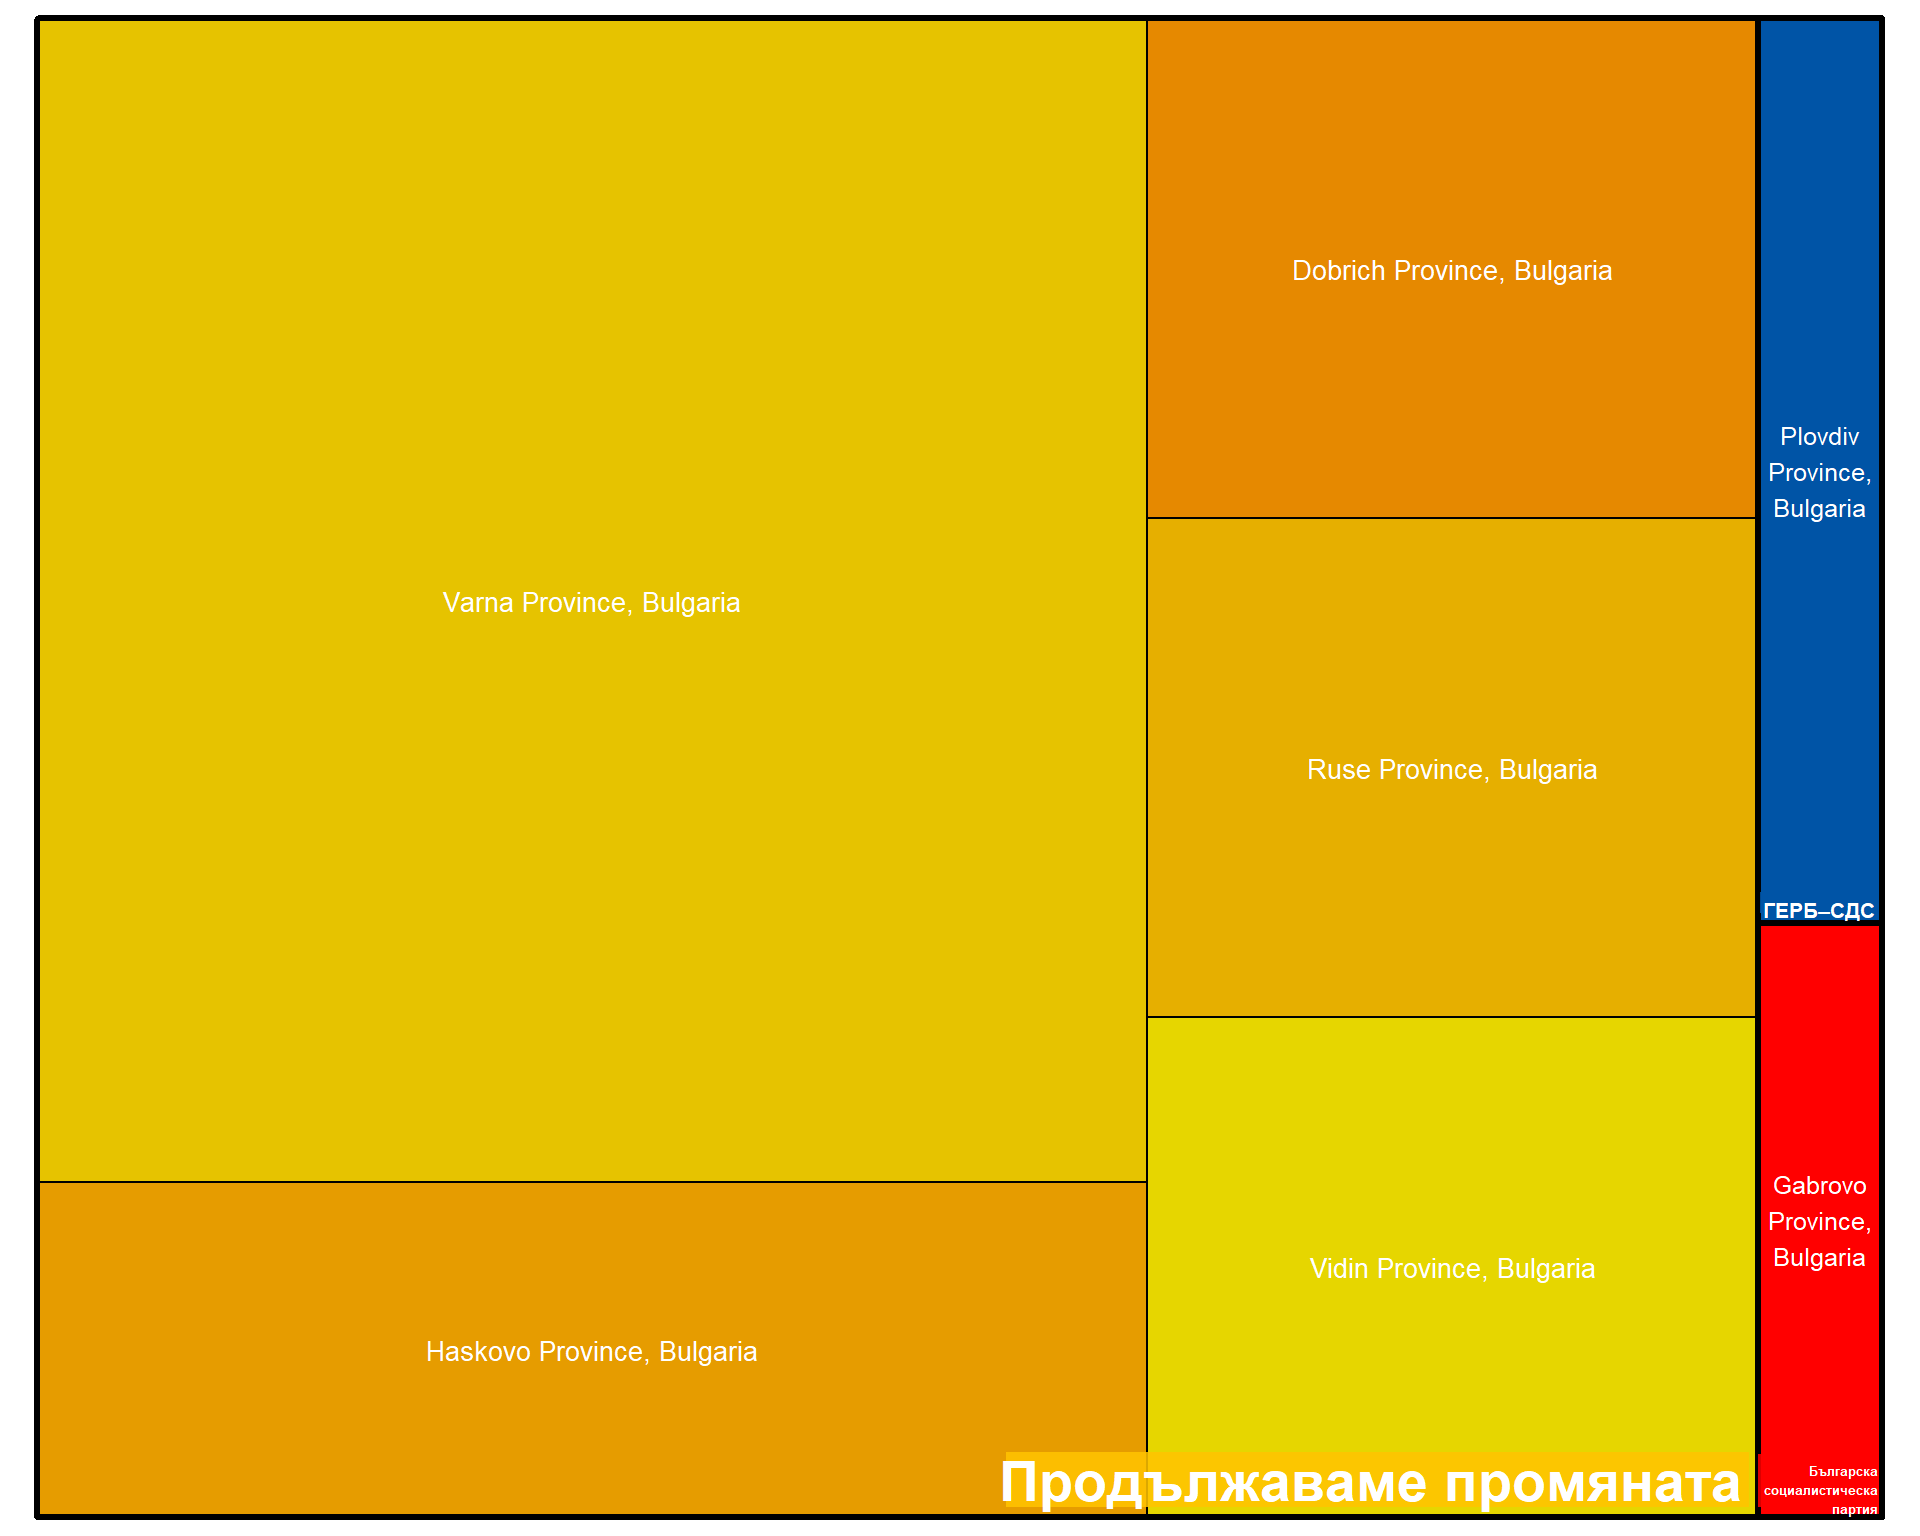 Varna Province, Bulgaria
Haskovo Province, Bulgaria
Dobrich Province, Bulgaria
Ruse Province, Bulgaria
Vidin Province, Bulgaria
Продължаваме промяната
Plovdiv
Province,
Bulgaria
ГЕРБ–СДС
Gabrovo
Province,
Bulgaria
Българска
социалистическа
партия